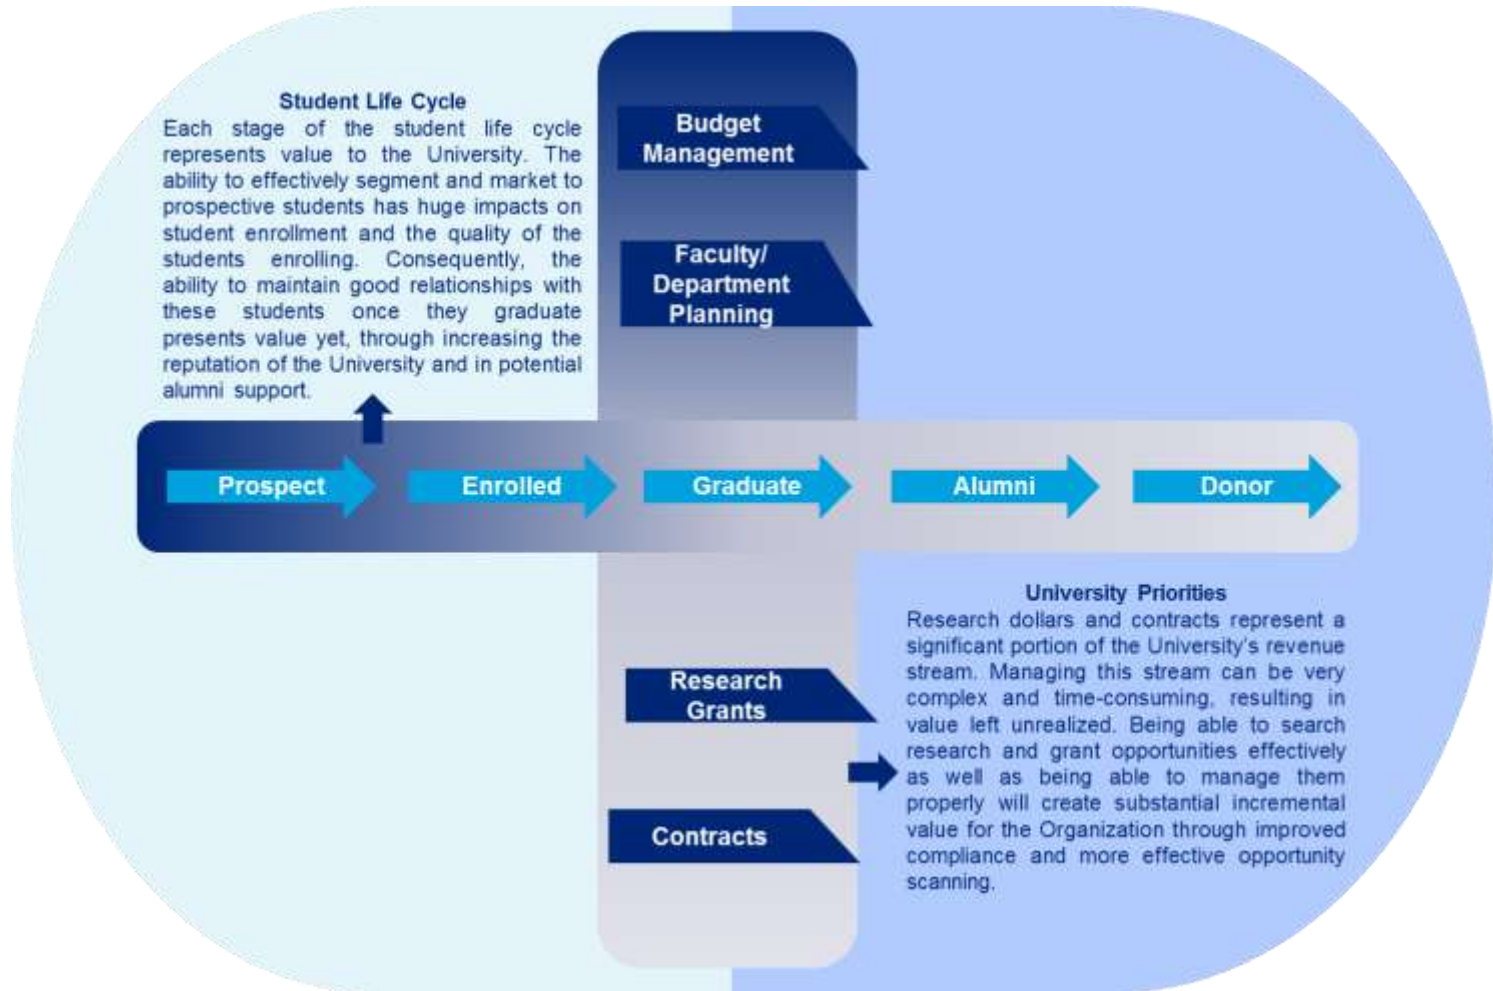 Student Life Cycle
Each stage of the student life cycle
represents value to the University. The
ability to effectively segment and market to
prospective students has huge impacts on
student enrollment and the quality of the
students enrolling. Consequently, the
ability to maintain good relationships with
these students once they graduate
presents value yet, through increasing the
reputation of the University and in potential
alumni support.
Budget
Management
Faculty/
Department
Planning
Prospect
Enrolled
Graduate
Alumni
Donor
Research
Grants
Contracts
University Priorities
Research dollars and contracts represent a
significant portion of the University's revenue
stream. Managing this stream can be very
complex and time-consuming, resulting in
value left unrealized. Being able to search
research and grant opportunities effectively
as well as being able to manage them
properly will create substantial incremental
value for the Organization through improved
compliance and more effective opportunity
scanning.